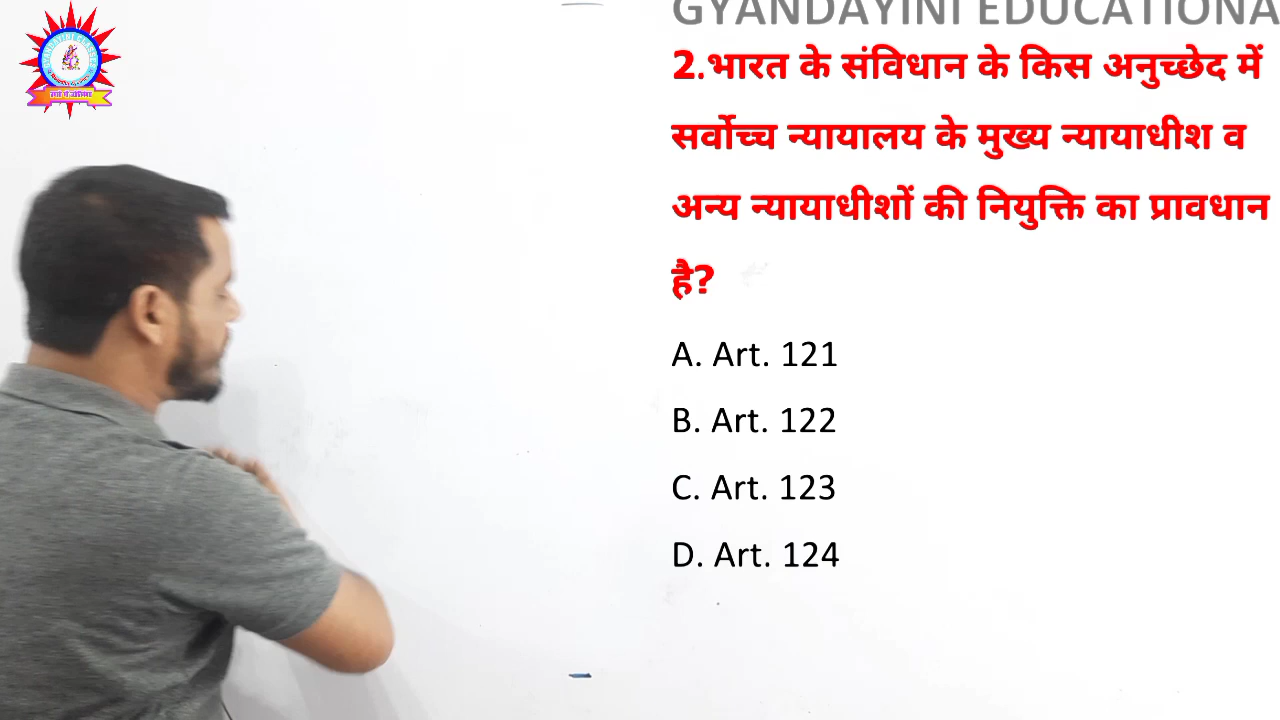 GYANDAYINI EDUCATIONA
2.भारत के संविधान के किस अनुच्छेद में
सर्वोच्च न्यायालय के मुख्य न्यायाधीश व
अन्य न्यायाधीशों की नियुक्ति का प्रावधान
है?
A. Art. 121
B. Art. 122
C. Art. 123
D. Art. 124